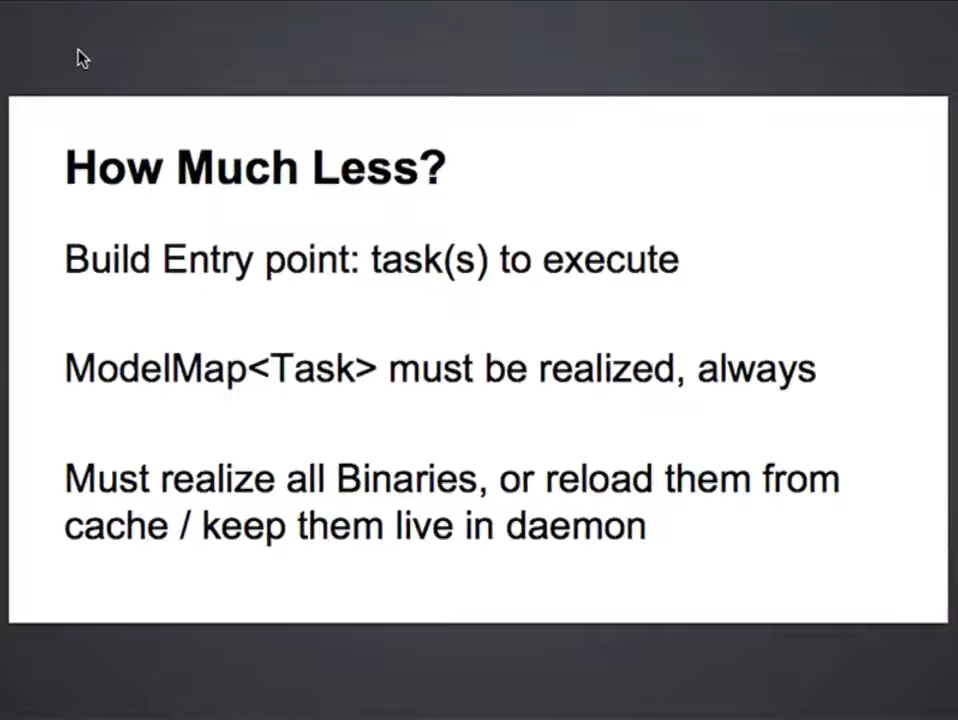 How Much Less?
Build Entry point: task(s) to execute
ModelMap<Task> must be realized, always
Must realize all Binaries, or reload them from
cache / keep them live in daemon